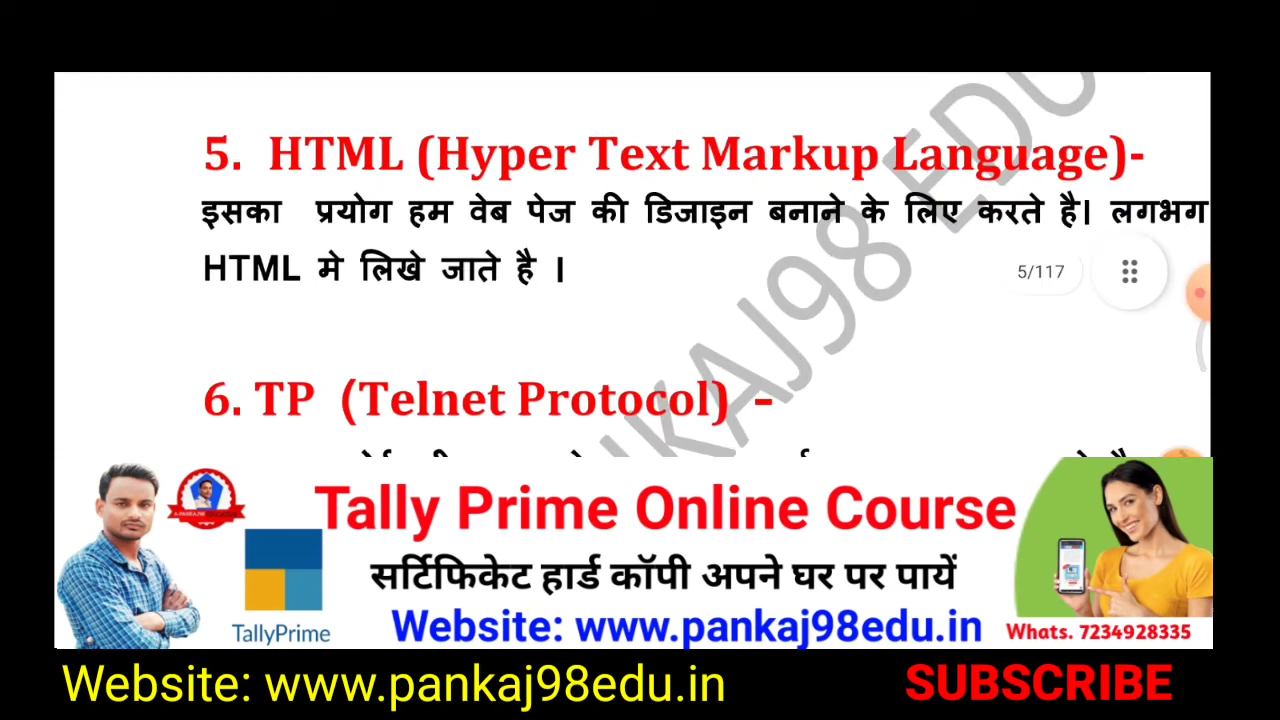 5. HTML (Hyper Text Markup Language)-
इसका प्रयोग हम वेब पेज की डिजाइन बनाने के लिए करते है। लगभग
HTML मे लिखे जाते है ।
5/117
6. TP (Telnet Protocol) -
Tally Prime Online Course
सर्टिफिकेट हार्ड कॉपी अपने घर पर पायें
TallyPrime
Website: www.pankaj98edu.in
Whats. 7234928335
Website: www.pankaj98edu.in
SUBSCRIBE